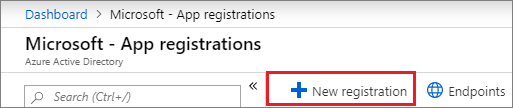 Dashboard > Microsoft - App registrations
Microsoft - App registrations
Azure Active Directory
Search (Ctrl+/) « + New registration Endpoints